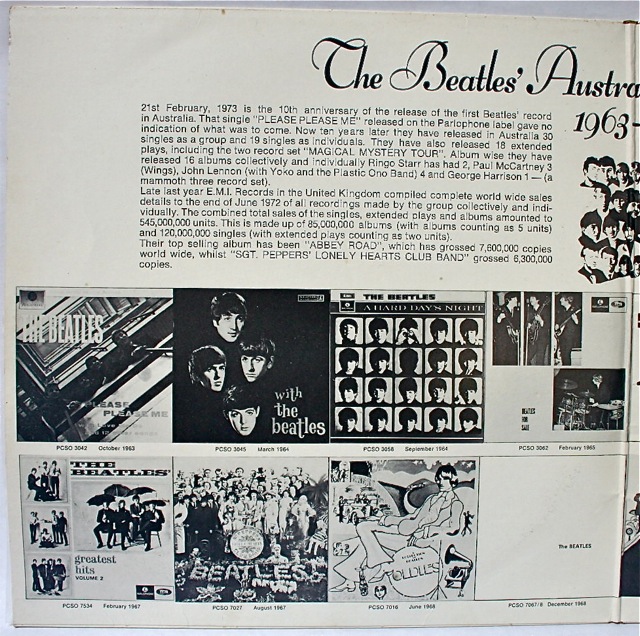 The Beatles' Austra
1963-
21st February, 1973 is the 10th anniversary of the release of the first Beatles' record
in Australia. That single "PLEASE PLEASE ME" released on the Parlophone label gave no
indication of what was to come. Now ten years later they have released in Australia 30
singles as a group and 19 singles as individuals. They have also released 18 extended
plays, including the two record set "MAGICAL MYSTERY TOUR". Album wise they have
released 16 albums collectively and individually Ringo Starr has had 2, Paul McCartney 3
(Wings), John Lennon (with Yoko and the Plastic Ono Band) 4 and George Harrison 1 — (a
mammoth three record set).
Late last year E.M.I. Records in the United Kingdom compiled complete world wide sales
details to the end of June 1972 of all recordings made by the group collectively and indi-
vidually. The combined total sales of the singles, extended plays and albums amounted to
545,000,000 units. This is made up of 85,000,000 albums (with albums counting as 5 units)
and 120,000,000 singles (with extended plays counting as two units).
Their top selling album has been "ABBEY ROAD", which has grossed 7,600,000 copies
world wide, whilst "SGT. PEPPERS' LONELY HEARTS CLUB BAND" grossed 6,300,000
copies.
THE BEATLES
PLEASE
PLEASE ME
with
the
beatles
THE BEATLES
A HARD DAY'S NIGHT
BEATLES
FOR
SALE
PCSO 3042 October 1963
PCSO 3045 March 1964
PCSO 3058 September 1964
PCSO 3062 February 1965
THE
BEATLES'
greatest
hits
VOLUME 2
BEATLES
OLDIES
The BEATLES
PCSO 7534 February 1967
PCSO 7027 August 1967
PCSO 7016 June 1968
PCSO 7067/8 December 1968